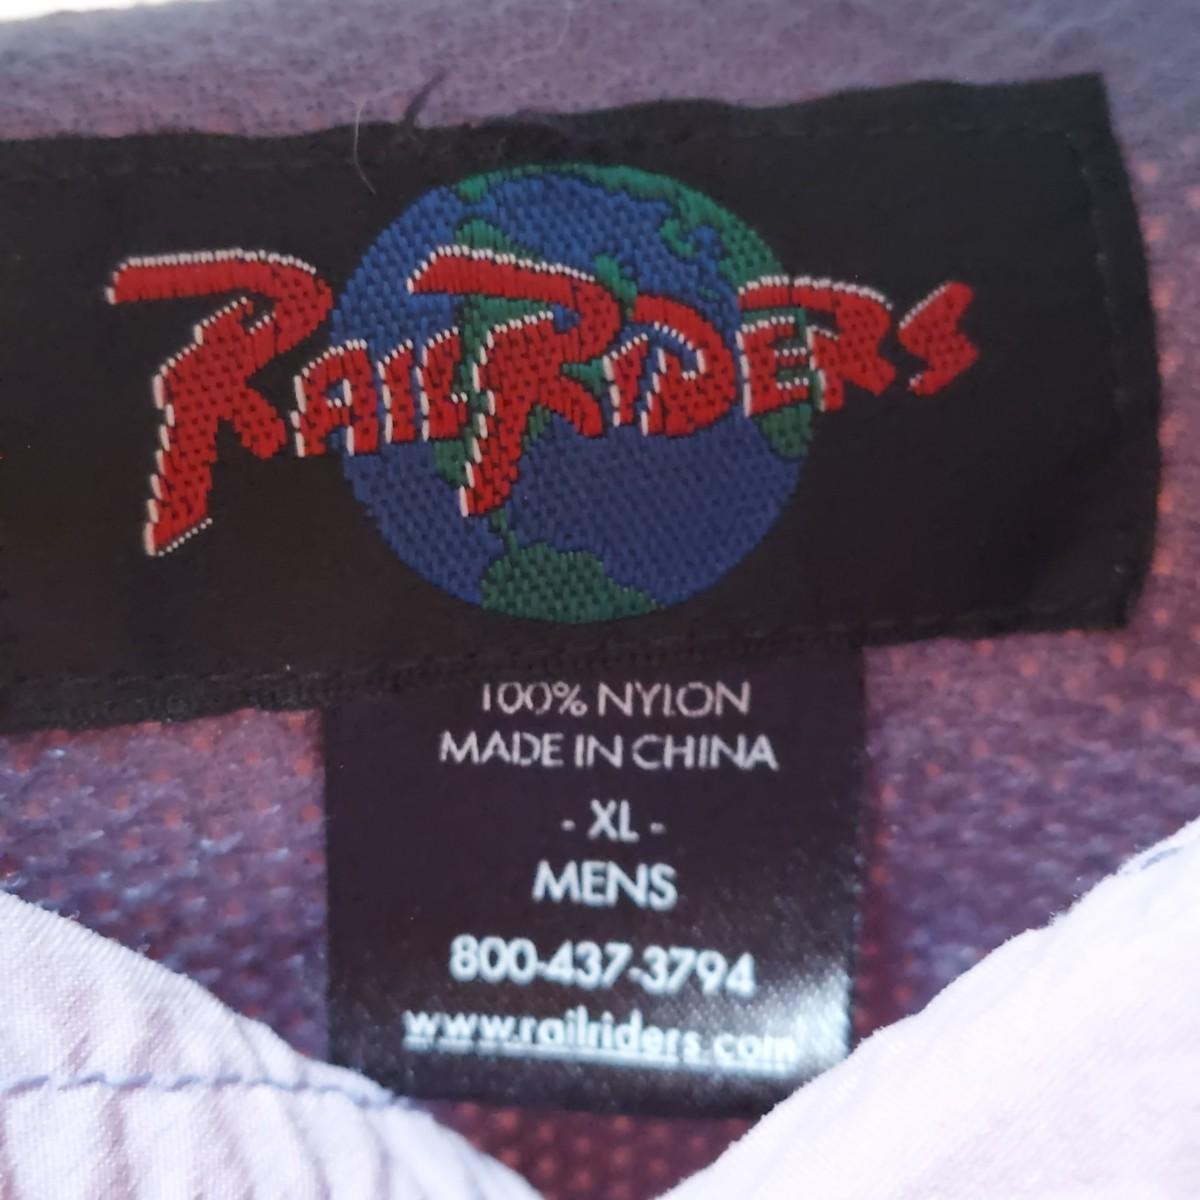 RAILRIDERS
100% NYLON
MADE IN CHINA
- XL -
MENS
800-437-3794
www.railriders.com